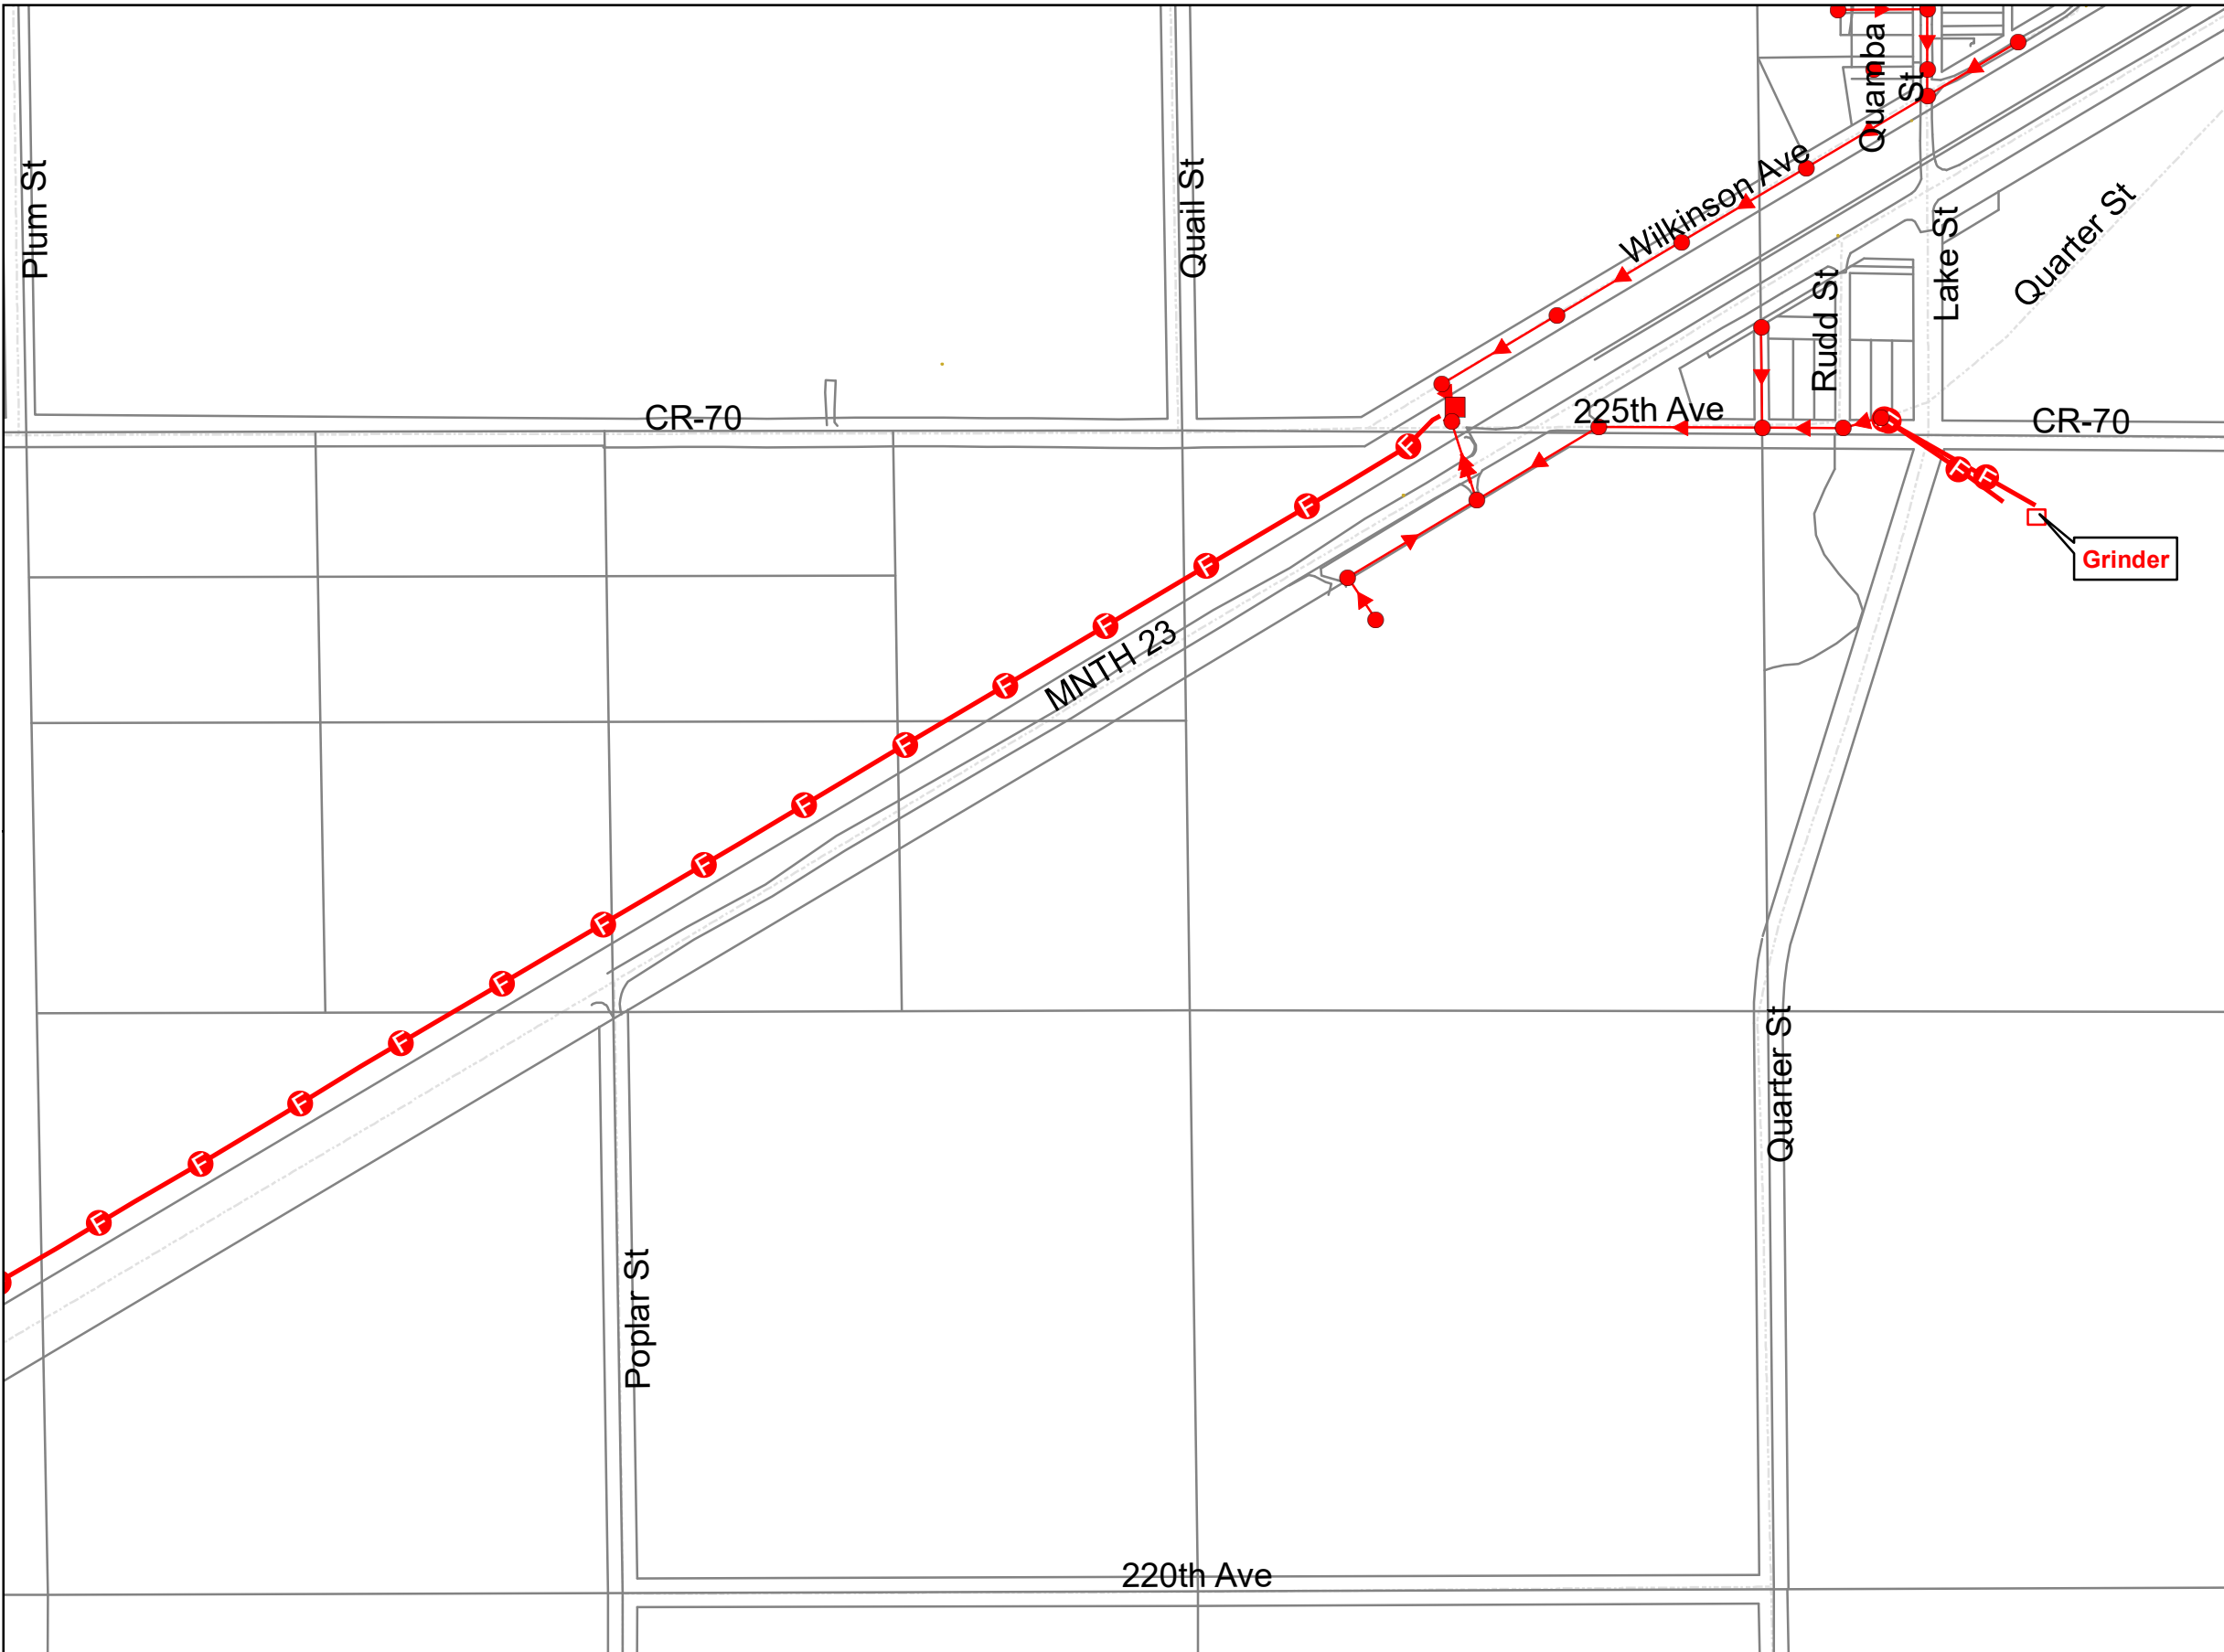 Quamba
St
Wilkinson Ave
Plum St
Quail St
Quarter St
Lake St
Rudd St
CR-70
225th Ave
CR-70
F
F
F
Grinder
F
F
F
MNTH 23
F
F
F
F
F
F
F
F
F
F
Quarter St
Poplar St
220th Ave